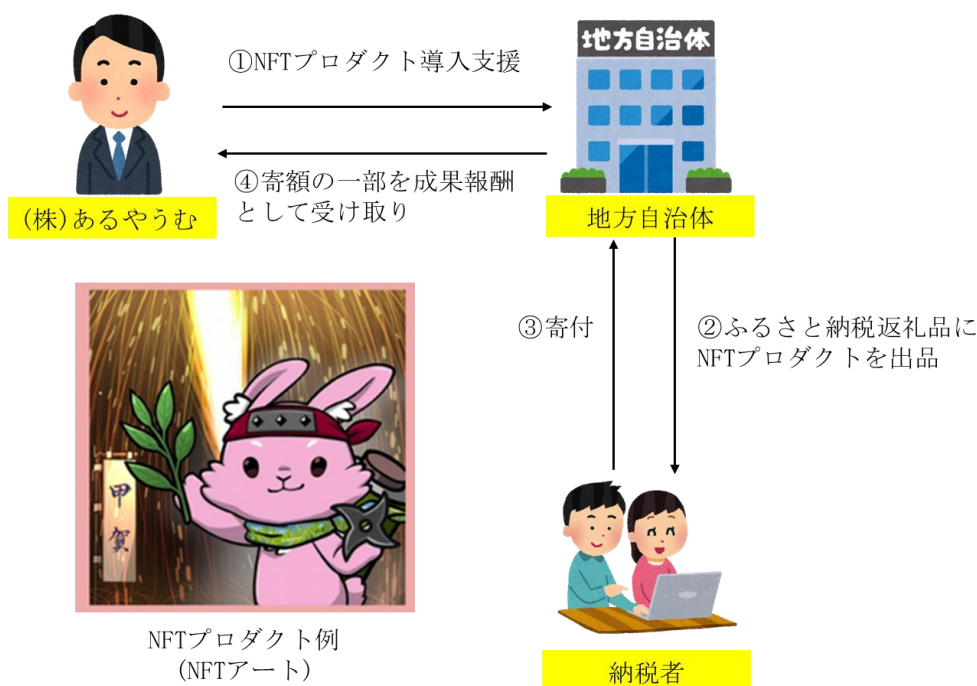 地方自治体
①NFTプロダクト導入支援
④寄額の一部を成果報酬
として受け取り
(株)あるやうむ
地方自治体
③寄付
②ふるさと納税返礼品に
NFTプロダクトを出品
甲賀
NFTプロダクト例
(NFTアート)
納税者